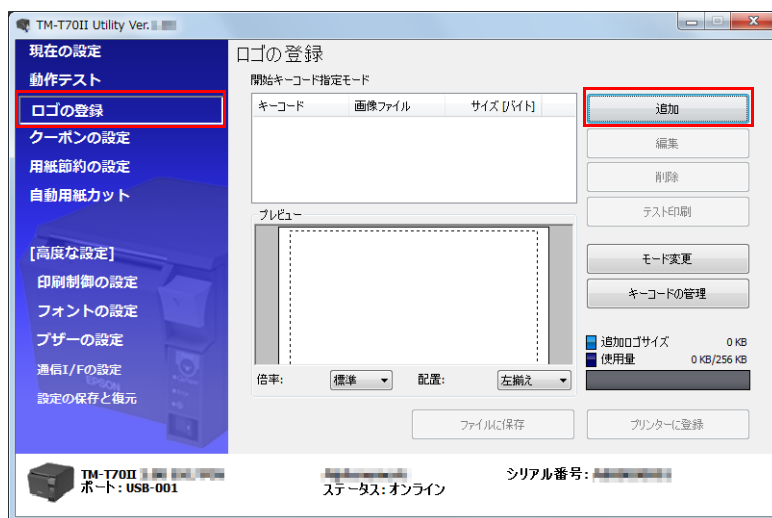 TM-T70II Utility Ver.
現在の設定
動作テスト
ロゴの登録
クーポンの設定
用紙節約の設定
自動用紙カット
[高度な設定]
印刷制御の設定
フォントの設定
ブザーの設定
通信I/Fの設定
設定の保存と復元
EPSON
ロゴの登録
開始キーコード指定モード
キーコード 画像ファイル サイズ [バイト]
追加
編集
削除
テスト印刷
プレビュー
モード変更
キーコードの管理
追加ロゴサイズ 0 KB
使用量 0 KB/256 KB
倍率: 標準 配置: 左揃え
ファイルに保存 プリンターに登録
TM-T70II
ポート: USB-001
ステータス: オンライン
シリアル番号: